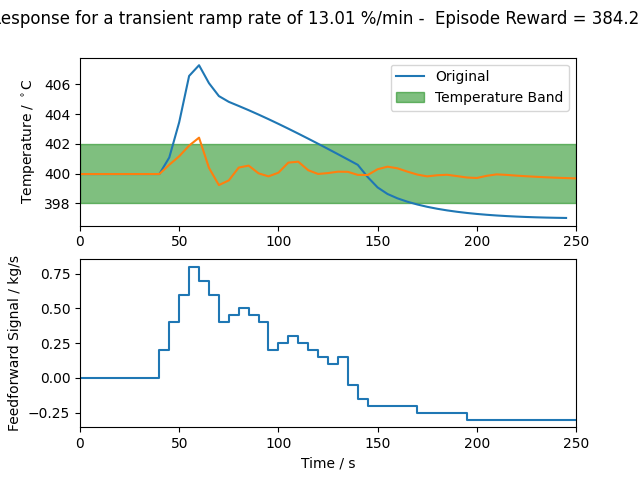 esponse for a transient ramp rate of 13.01 %/min - Episode Reward = 384.2
Temperature / °C
406
404
402
400
398
Original
Temperature Band
0 50 100 150 200 250
Feedforward Signal / kg/s
0.75
0.50
0.25
0.00
−0.25
0 50 100 150 200 250
Time / s